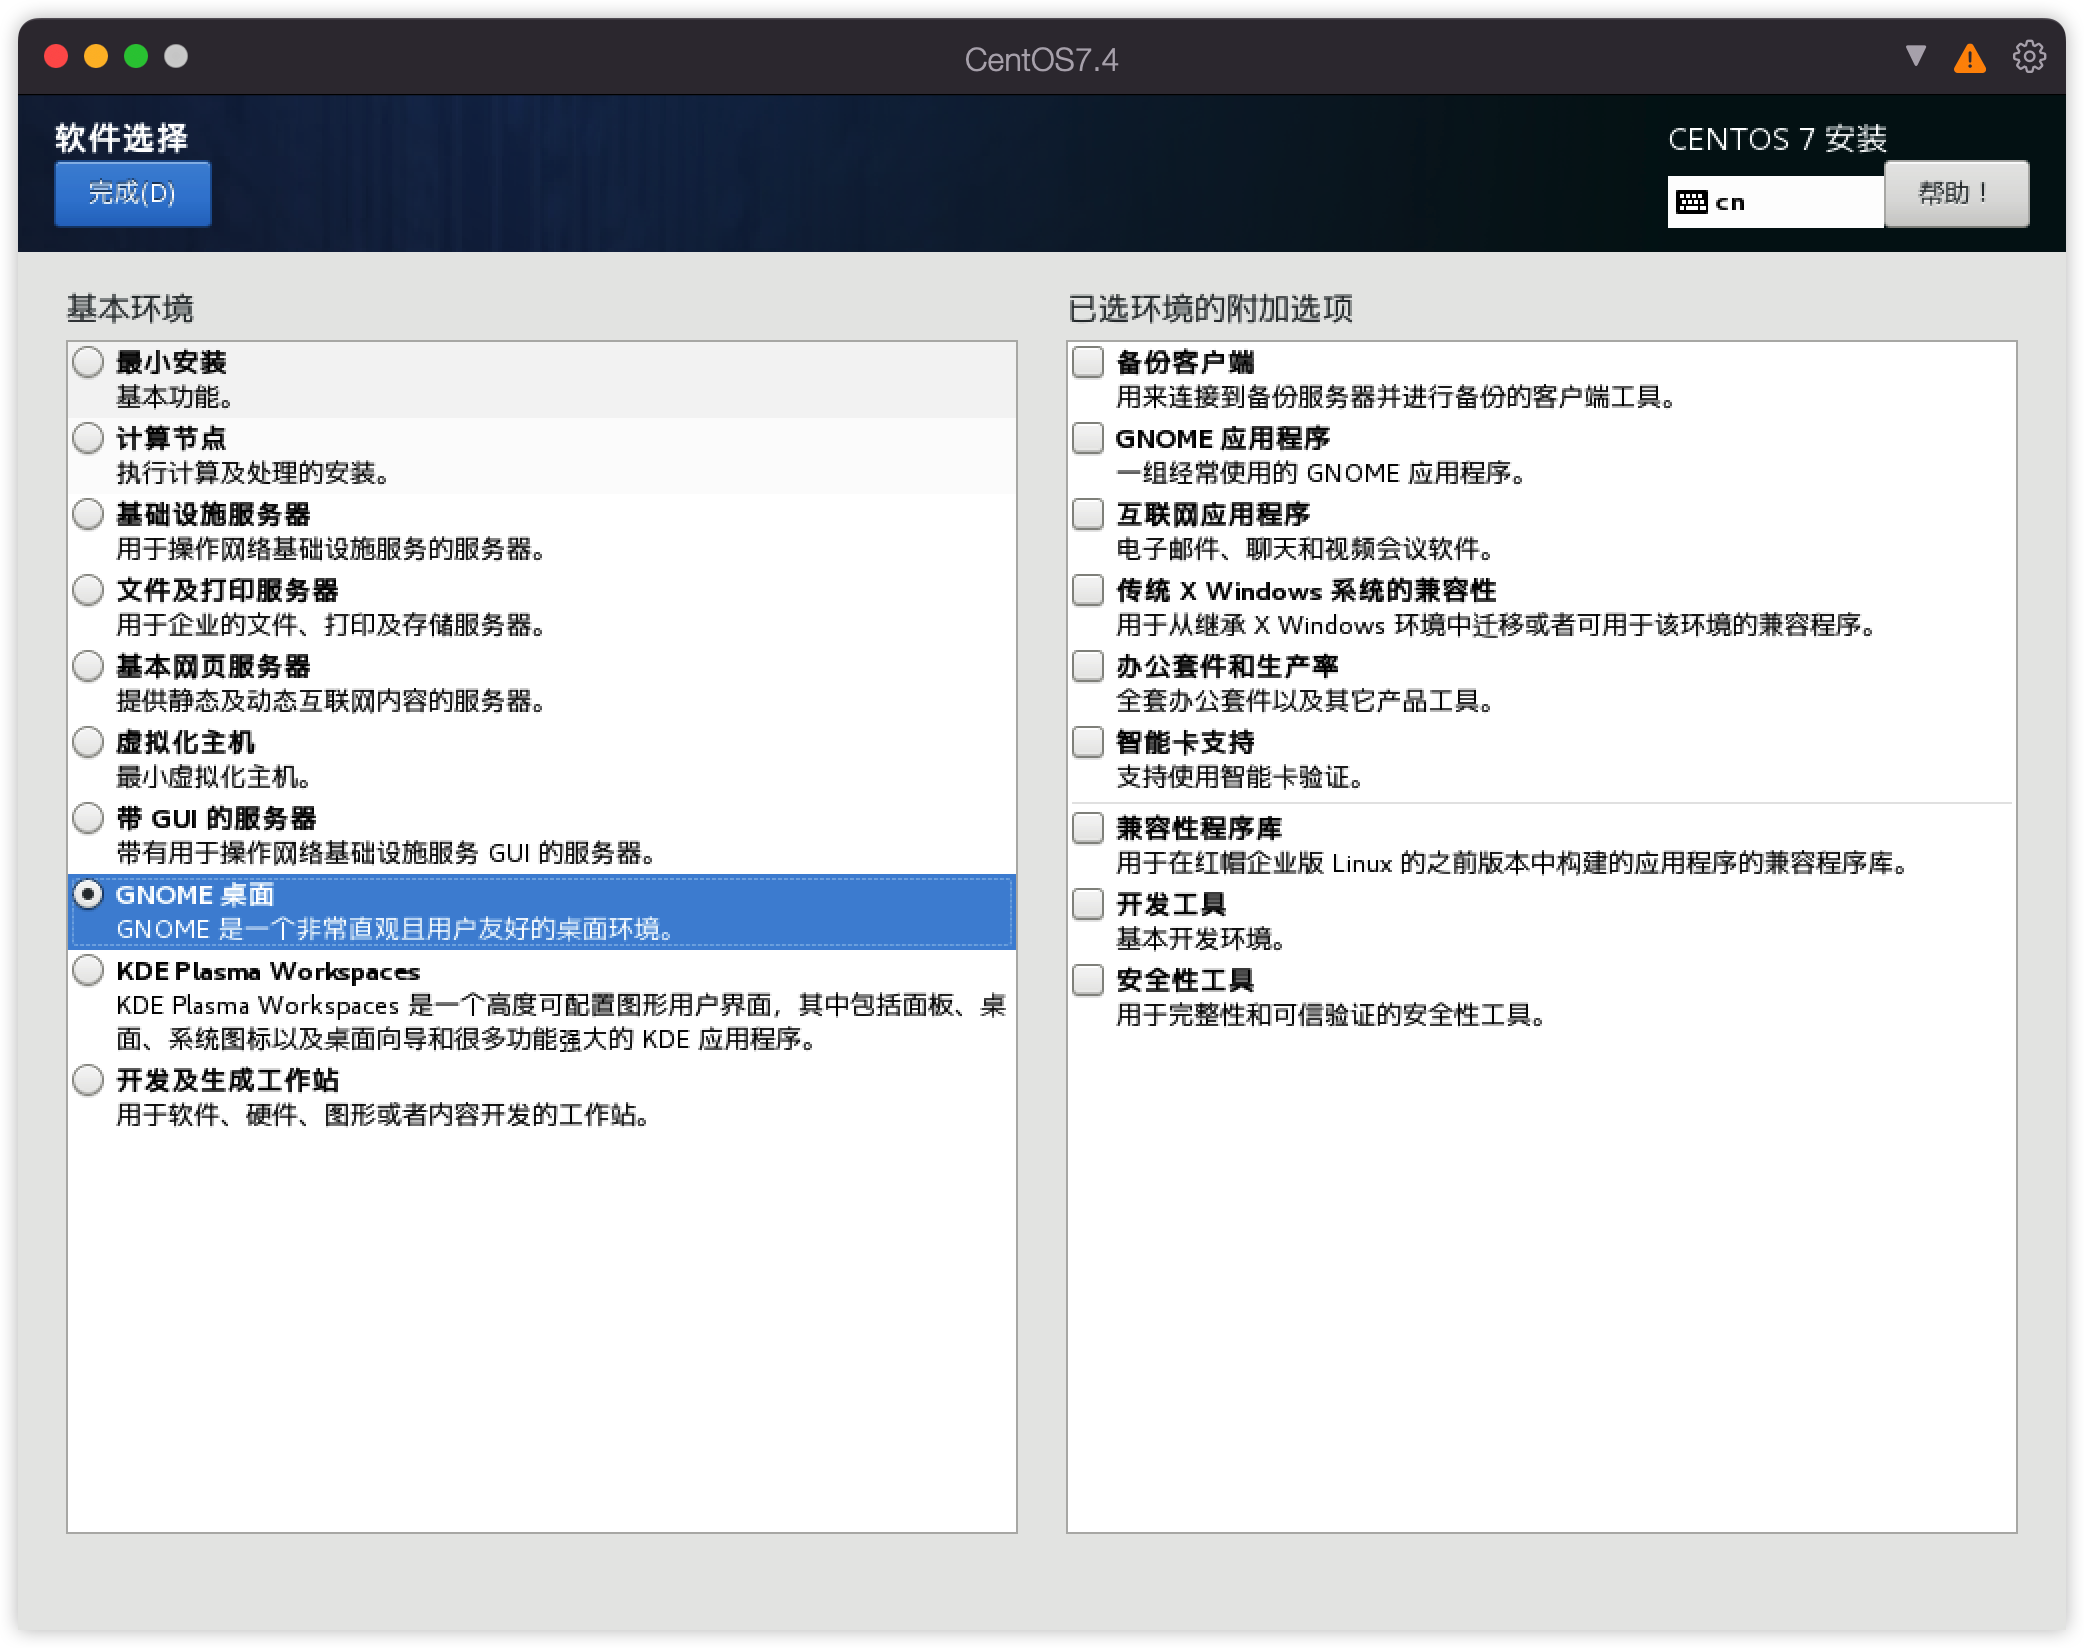 CentOS7.4
软件选择
完成(D)
CENTOS 7 安装
cn
帮助！
基本环境
最小安装
基本功能。
计算节点
执行计算及处理的安装。
基础设施服务器
用于操作网络基础设施服务的服务器。
文件及打印服务器
用于企业的文件、打印及存储服务器。
基本网页服务器
提供静态及动态互联网内容的服务器。
虚拟化主机
最小虚拟化主机。
带 GUI 的服务器
带有用于操作网络基础设施服务 GUI 的服务器。
GNOME 桌面
GNOME 是一个非常直观且用户友好的桌面环境。
KDE Plasma Workspaces
KDE Plasma Workspaces 是一个高度可配置图形用户界面，其中包括面板、桌
面、系统图标以及桌面向导和很多功能强大的 KDE 应用程序。
开发及生成工作站
用于软件、硬件、图形或者内容开发的工作站。
已选环境的附加选项
备份客户端
用来连接到备份服务器并进行备份的客户端工具。
GNOME 应用程序
一组经常使用的 GNOME 应用程序。
互联网应用程序
电子邮件、聊天和视频会议软件。
传统 X Windows 系统的兼容性
用于从继承 X Windows 环境中迁移或者可用于该环境的兼容程序。
办公套件和生产率
全套办公套件以及其它产品工具。
智能卡支持
支持使用智能卡验证。
兼容性程序库
用于在红帽企业版 Linux 的之前版本中构建的应用程序的兼容程序库。
开发工具
基本开发环境。
安全性工具
用于完整性和可信验证的安全性工具。